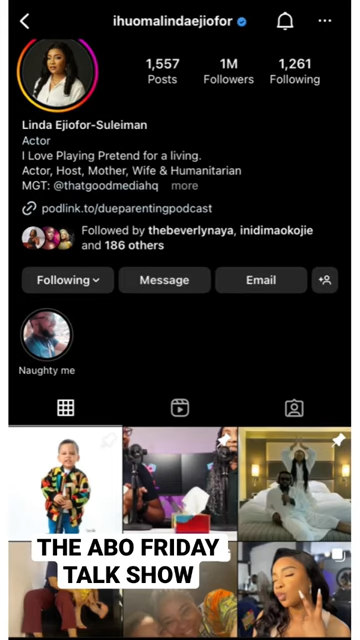 ihuomalindaejiofor
1,557
1M
1,261
Posts
Followers
Following
Linda Ejiofor-Suleiman
Actor
I Love Playing Pretend for a living.
Actor, Host, Mother, Wife & Humanitarian
MGT: @thatgoodmediahq more
podlink.to/dueparentingpodcast
Followed by thebeverlynaya, inidimaokojie
and 186 others
Following
Message
Email
Naughty me
THE ABO FRIDAY
TALK SHOW